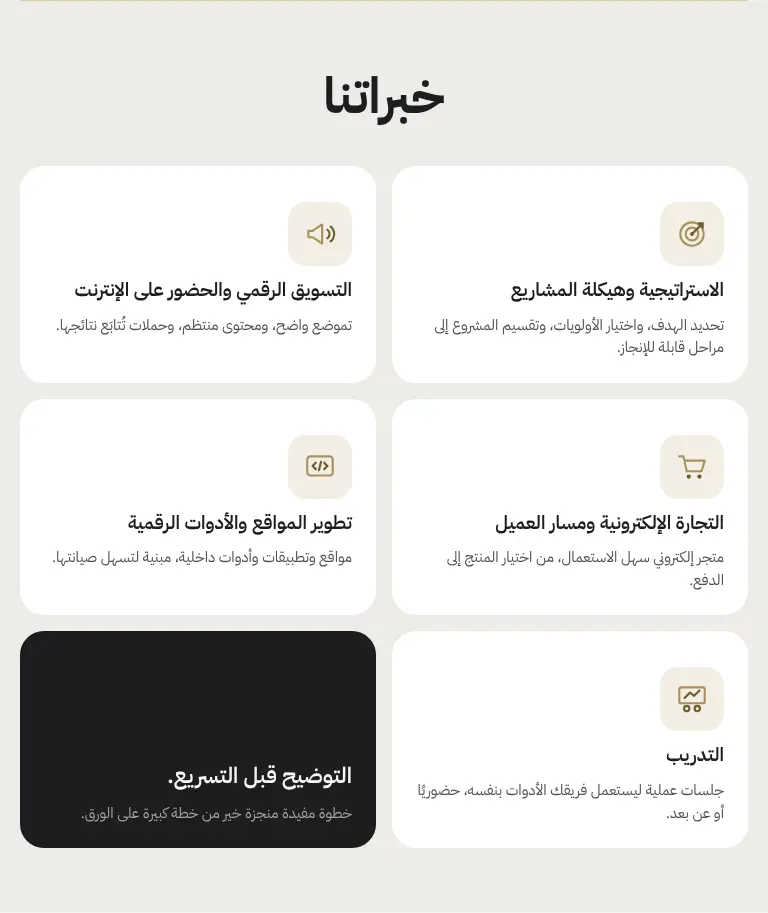 خبراتنا
الاستراتيجية وهيكلة المشاريع
تحديد الهدف، واختيار الأولويات، وتقسيم المشروع إلى
مراحل قابلة للإنجاز.
التسويق الرقمي والحضور على الإنترنت
تموضع واضح، ومحتوى منتظم، وحملات تُتابَع نتائجها.
التجارة الإلكترونية ومسار العميل
متجر إلكتروني سهل الاستعمال، من اختيار المنتج إلى
الدفع.
تطوير المواقع والأدوات الرقمية
مواقع وتطبيقات وأدوات داخلية، مبنية لتسهل صيانتها.
التدريب
جلسات عملية ليستعمل فريقك الأدوات بنفسه، حضوريًا
أو عن بعد.
التوضيح قبل التسريع.
خطوة مفيدة منجزة خير من خطة كبيرة على الورق.